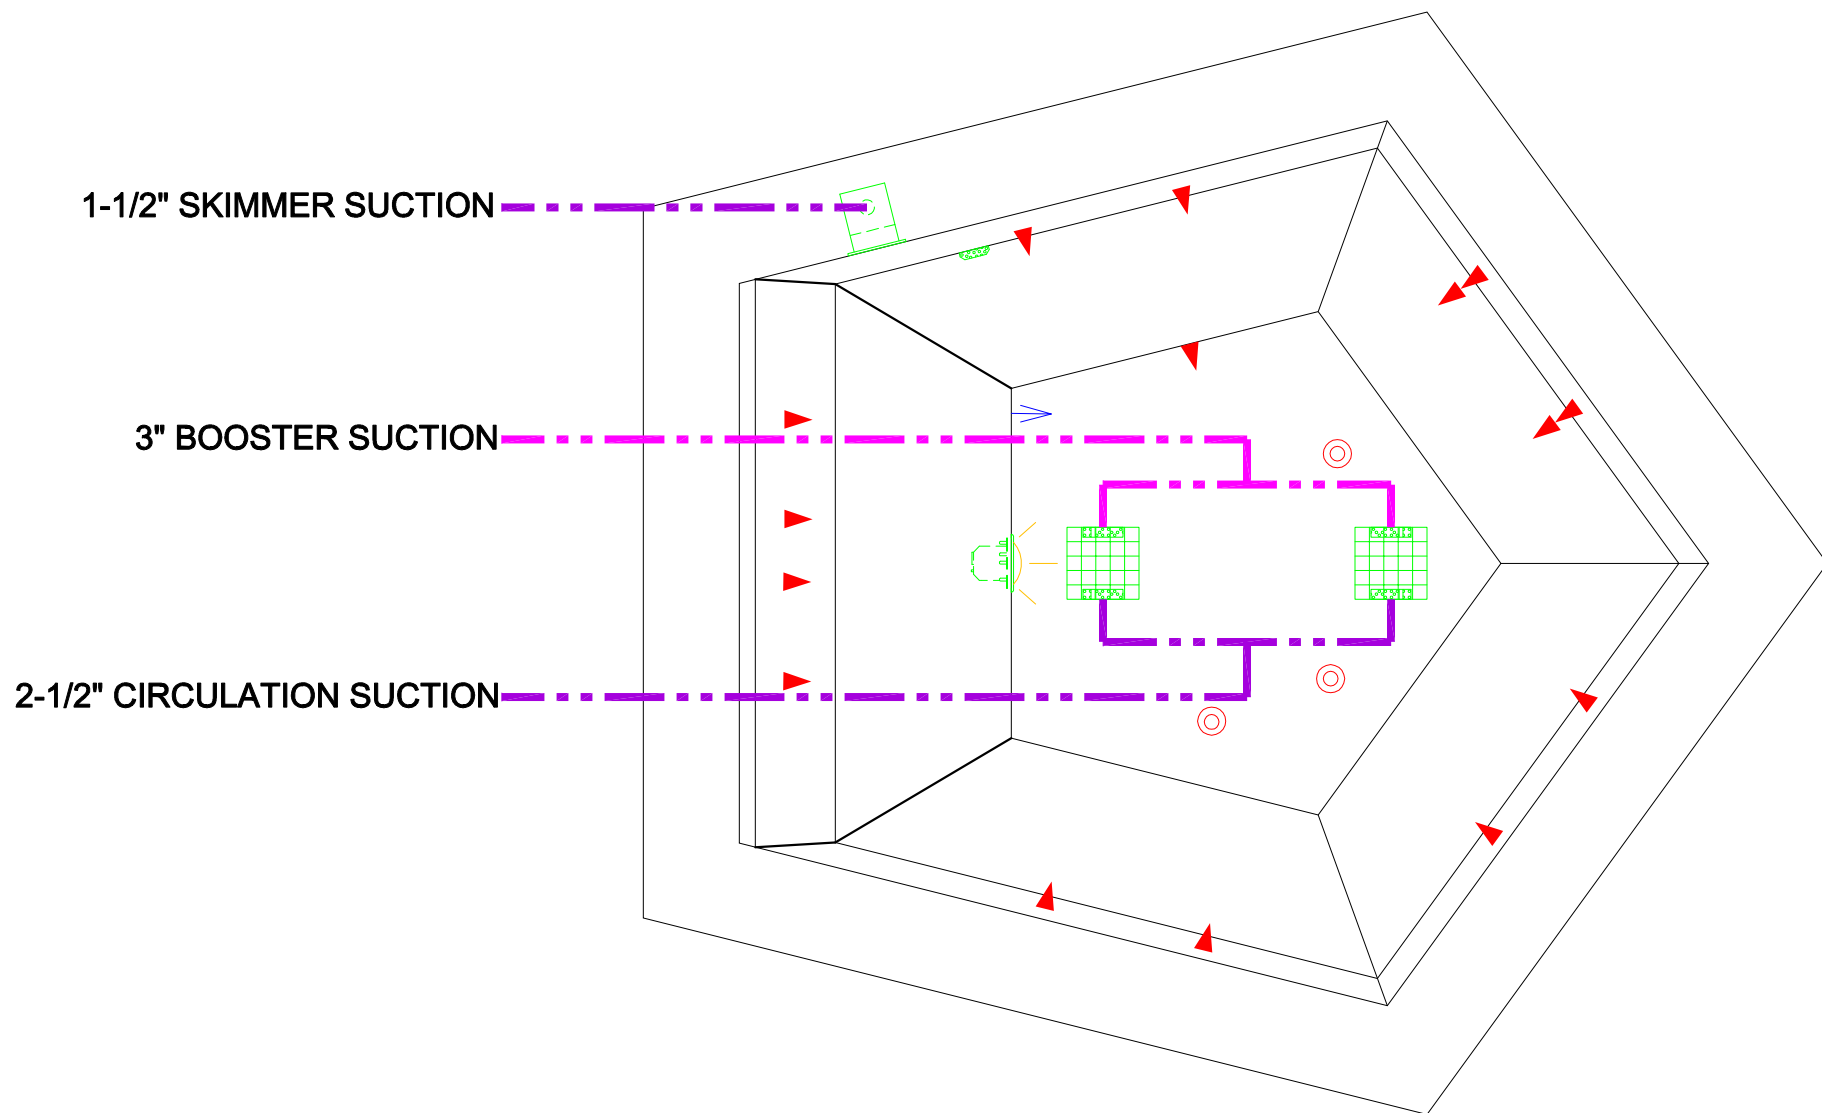 1-1/2" SKIMMER SUCTION
3" BOOSTER SUCTION
2-1/2" CIRCULATION SUCTION